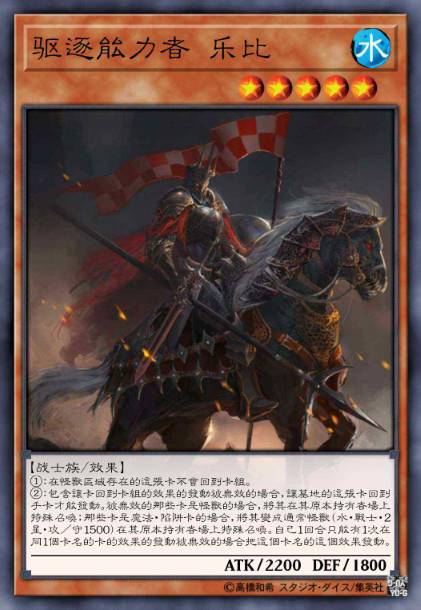 驱逐能力者 乐比
水
【战士族/效果】
①:在怪獸區域存在的這張卡不會回到卡組。
②:包含讓卡回到卡組的效果的發動被無效的場合,讓墓地的這張卡回到
手卡才能發動。被無效的那些卡是怪獸的場合,將其在其原本持有者場上
特殊召喚;那些卡是魔法·陷阱卡的場合,將其變成通常怪獸(水·戰士·2
星·攻/守1500)在其原本持有者場上特殊召喚。自己1回合只能有1次在
同1個卡名的卡的效果的發動被無效的場合把這個卡名的這個效果發動。
ATK/2200 DEF/1800
©高橋和希 スタジオ・ダイス/集英社